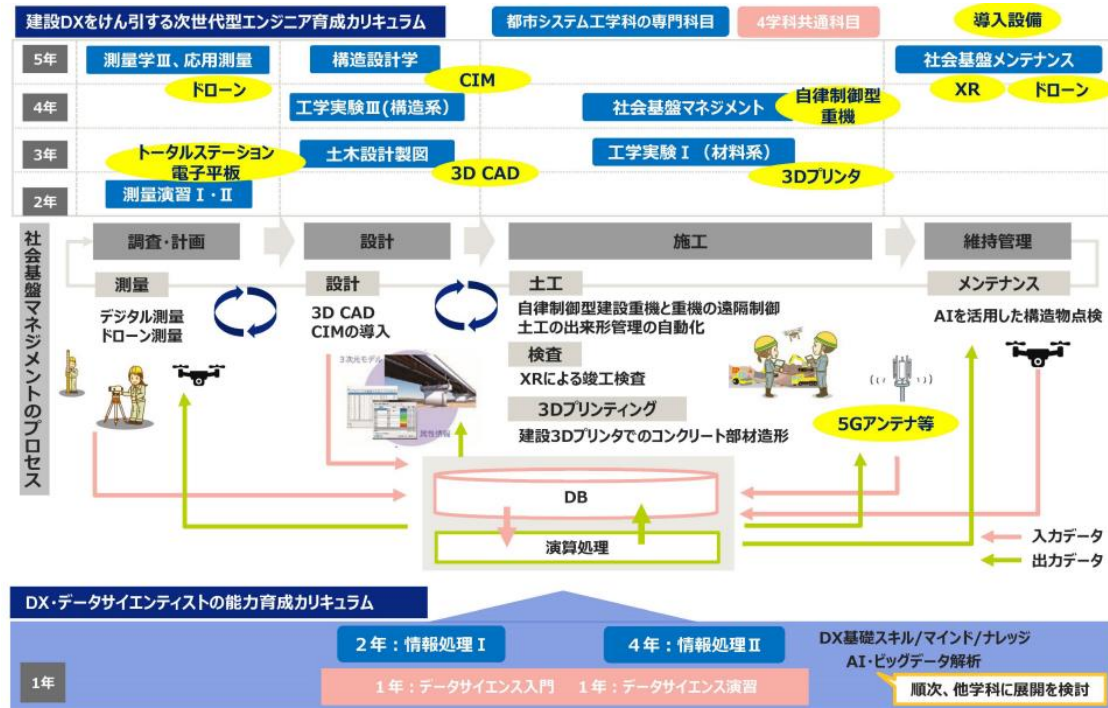 建設DXをけん引する次世代型エンジニア育成カリキュラム
都市システム工学科の専門科目
4学科共通科目
導入設備
5年
測量学Ⅲ、応用測量
構造設計学
社会基盤メンテナンス
ドローン
CIM
XR
ドローン
4年
工学実験Ⅲ(構造系)
社会基盤マネジメント
自律制御型
重機
3年
トータルステーション
電子平板
土木設計製図
3D CAD
工学実験Ⅰ（材料系）
3Dプリンタ
2年
測量演習Ⅰ・Ⅱ
社会基盤マネジメントのプロセス
調査・計画
設計
施工
維持管理
測量
デジタル測量
ドローン測量
設計
3D CAD
CIMの導入
3次元モデル
属性情報
土工
自律制御型建設重機と重機の遠隔制御
土工の出来形管理の自動化
検査
XRによる竣工検査
3Dプリンティング
建設3Dプリンタでのコンクリート部材造形
メンテナンス
AIを活用した構造物点検
5Gアンテナ等
DB
演算処理
入力データ
出力データ
DX・データサイエンティストの能力育成カリキュラム
2年：情報処理Ⅰ
4年：情報処理Ⅱ
DX基礎スキル/マインド/ナレッジ
AI・ビッグデータ解析
1年
1年：データサイエンス入門
1年：データサイエンス演習
順次、他学科に展開を検討